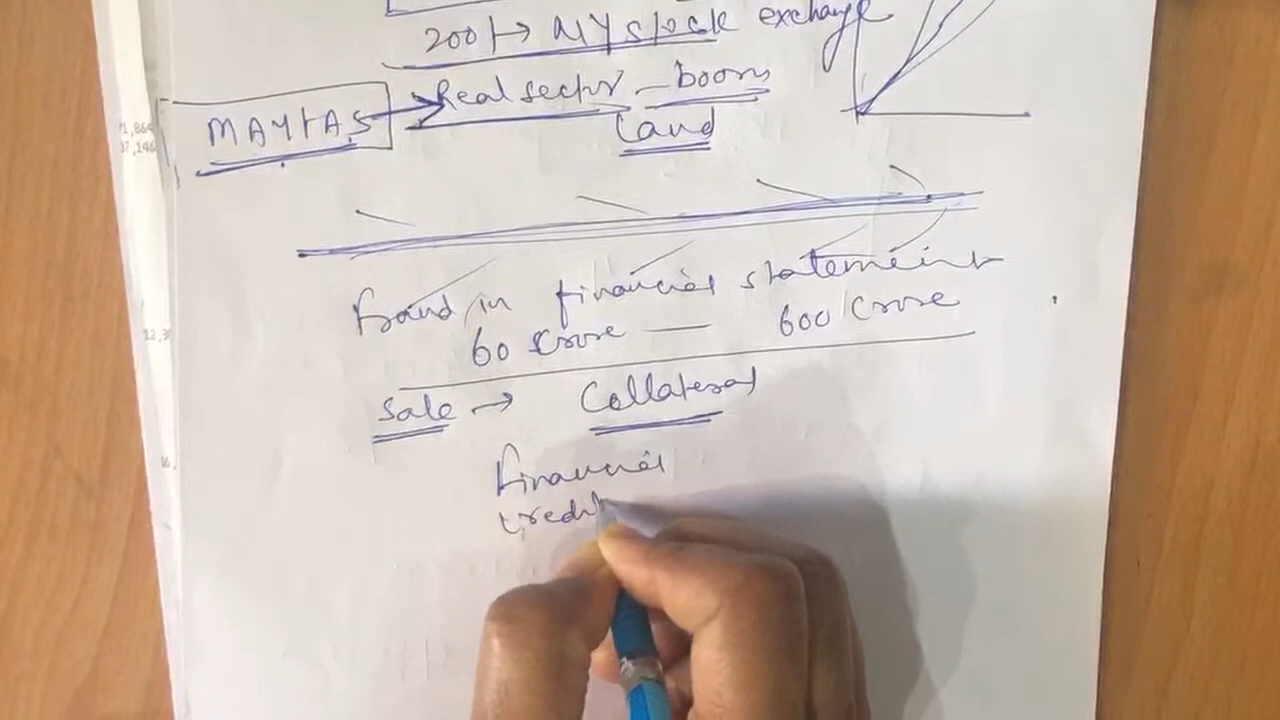 2001 → NY stock exchange
MAYTAS → Real sector - boom
Land
Fraud in financial statement
60 Crore — 600 Crore
Sale → Collateral
Financial
credit